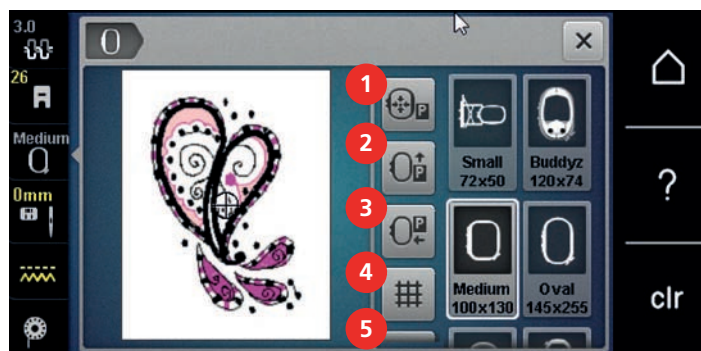 3.0
26
Medium
0mm
1
P
2
P
3
P
4
5
Small
72x50
Buddyz
120x74
Medium
100x130
Oval
145x255
?
clr